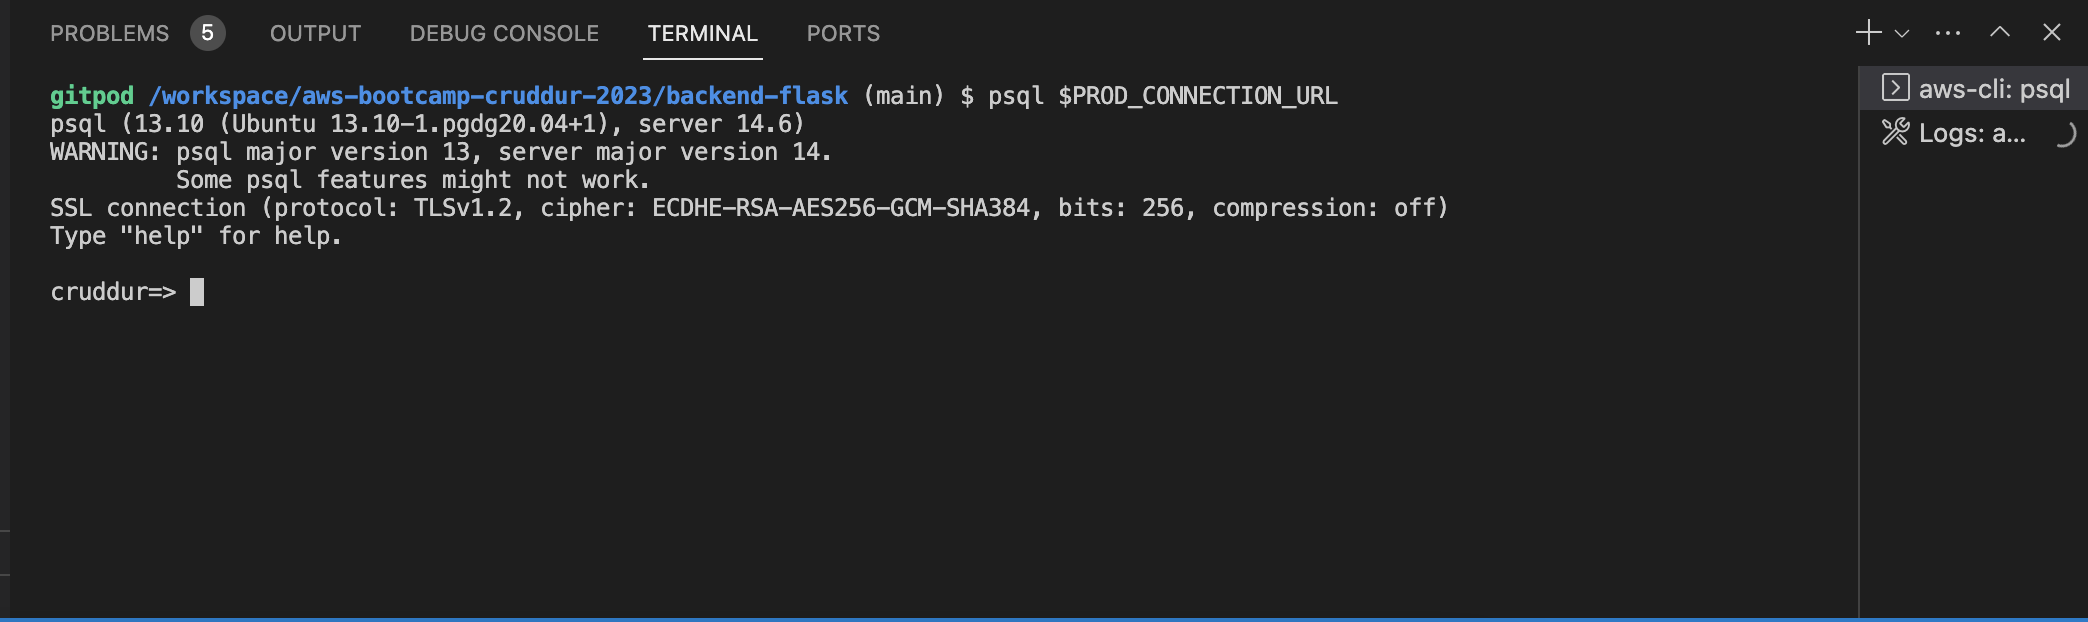 PROBLEMS 5 OUTPUT DEBUG CONSOLE TERMINAL PORTS
gitpod /workspace/aws-bootcamp-cruddur-2023/backend-flask (main) $ psql $PROD_CONNECTION_URL
psql (13.10 (Ubuntu 13.10-1.pgdg20.04+1), server 14.6)
WARNING: psql major version 13, server major version 14.
         Some psql features might not work.
SSL connection (protocol: TLSv1.2, cipher: ECDHE-RSA-AES256-GCM-SHA384, bits: 256, compression: off)
Type "help" for help.
cruddur=>
aws-cli: psql
Logs: a...